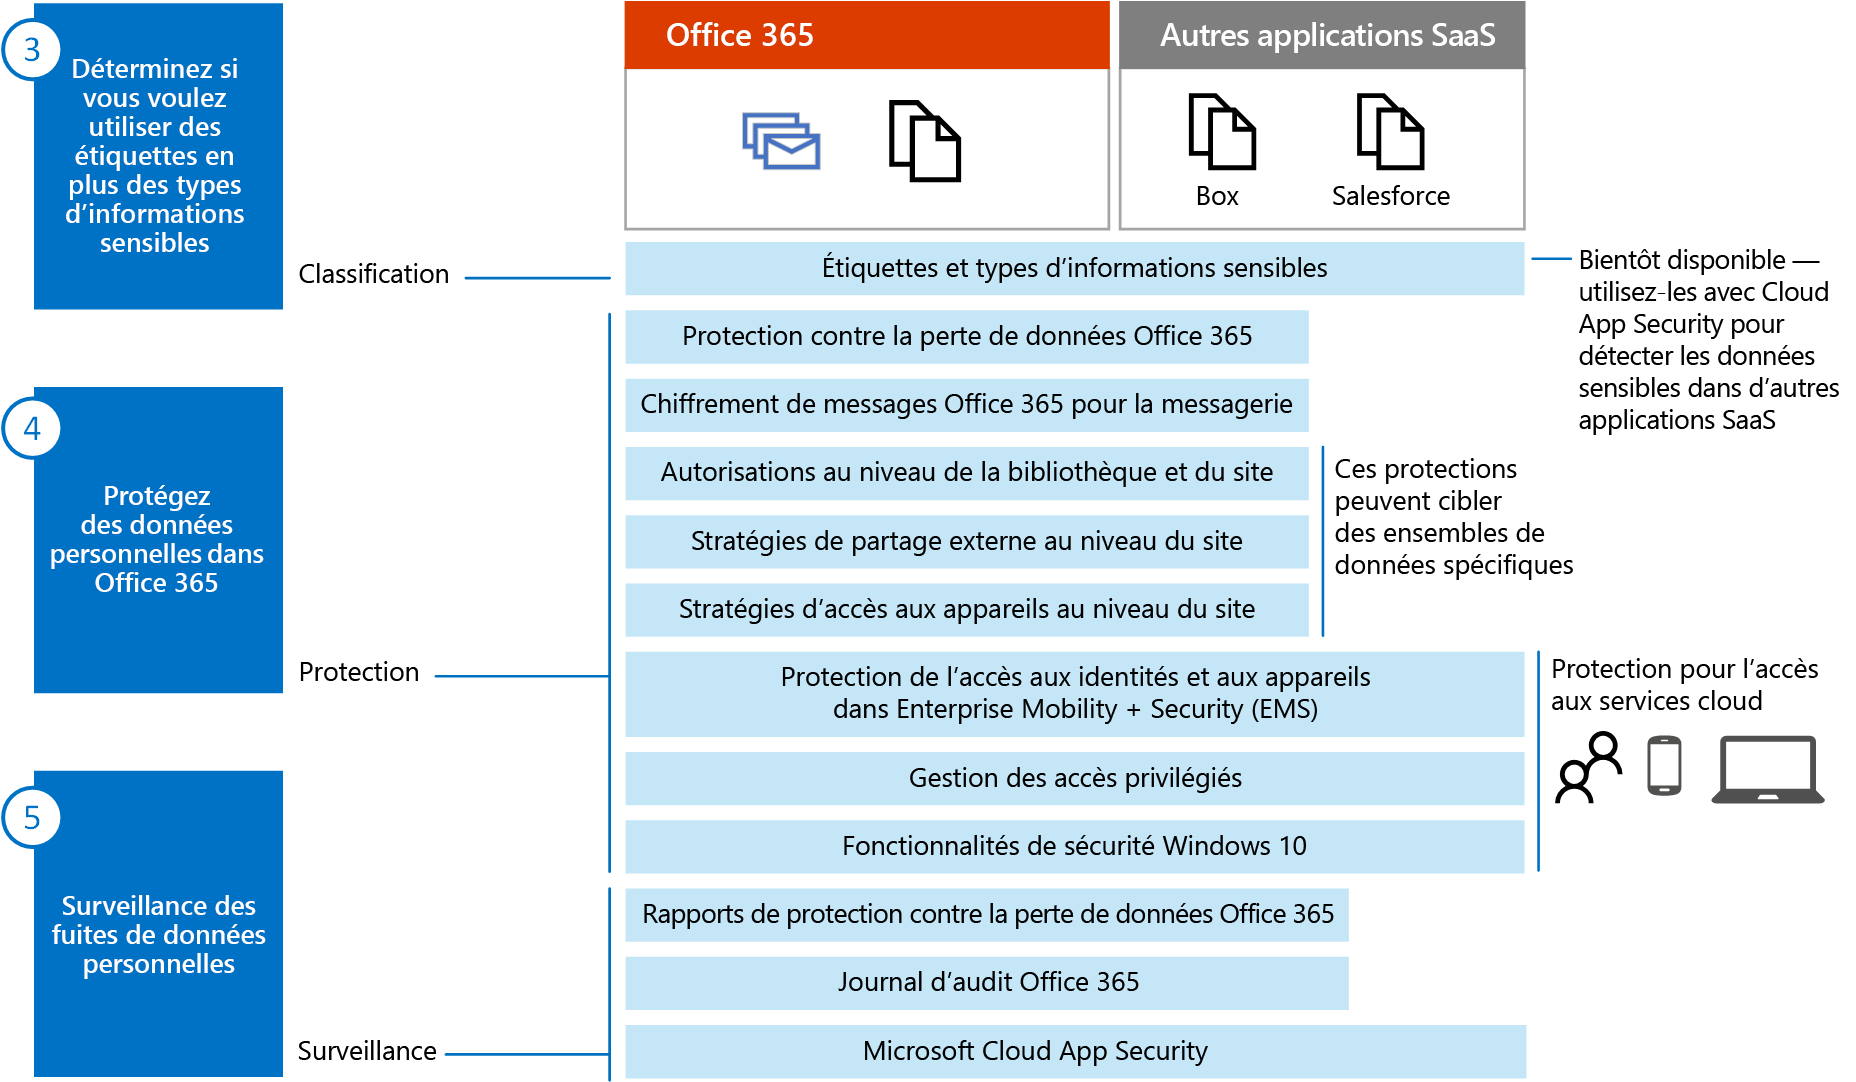 3
Déterminez si
vous voulez
utiliser des
étiquettes en
plus des types
d’informations
sensibles
Office 365
Autres applications SaaS
Box
Salesforce
Classification
Étiquettes et types d’informations sensibles
Bientôt disponible —
utilisez-les avec Cloud
App Security pour
détecter les données
sensibles dans d’autres
applications SaaS
4
Protégez
des données
personnelles dans
Office 365
Protection
Protection contre la perte de données Office 365
Chiffrement de messages Office 365 pour la messagerie
Autorisations au niveau de la bibliothèque et du site
Stratégies de partage externe au niveau du site
Stratégies d’accès aux appareils au niveau du site
Ces protections
peuvent cibler
des ensembles de
données spécifiques
Protection de l’accès aux identités et aux appareils
dans Enterprise Mobility + Security (EMS)
Gestion des accès privilégiés
Fonctionnalités de sécurité Windows 10
Protection pour l’accès
aux services cloud
5
Surveillance des
fuites de données
personnelles
Surveillance
Rapports de protection contre la perte de données Office 365
Journal d’audit Office 365
Microsoft Cloud App Security